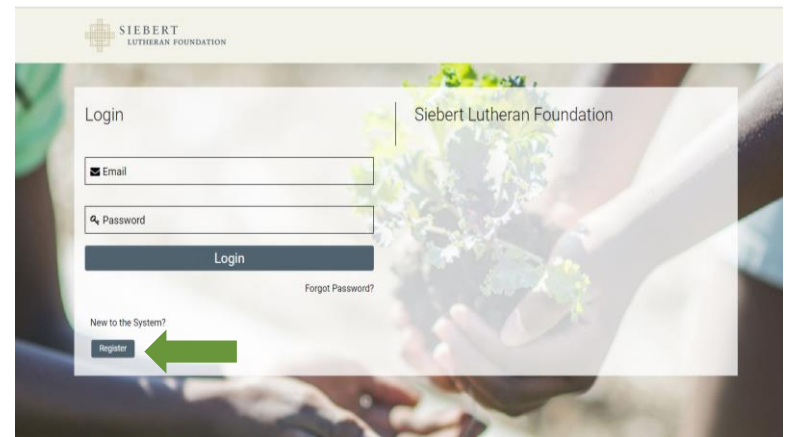 SIEBERT
LUTHERAN FOUNDATION
Login
Siebert Lutheran Foundation
Email
Password
Login
Forgot Password?
New to the System?
Register